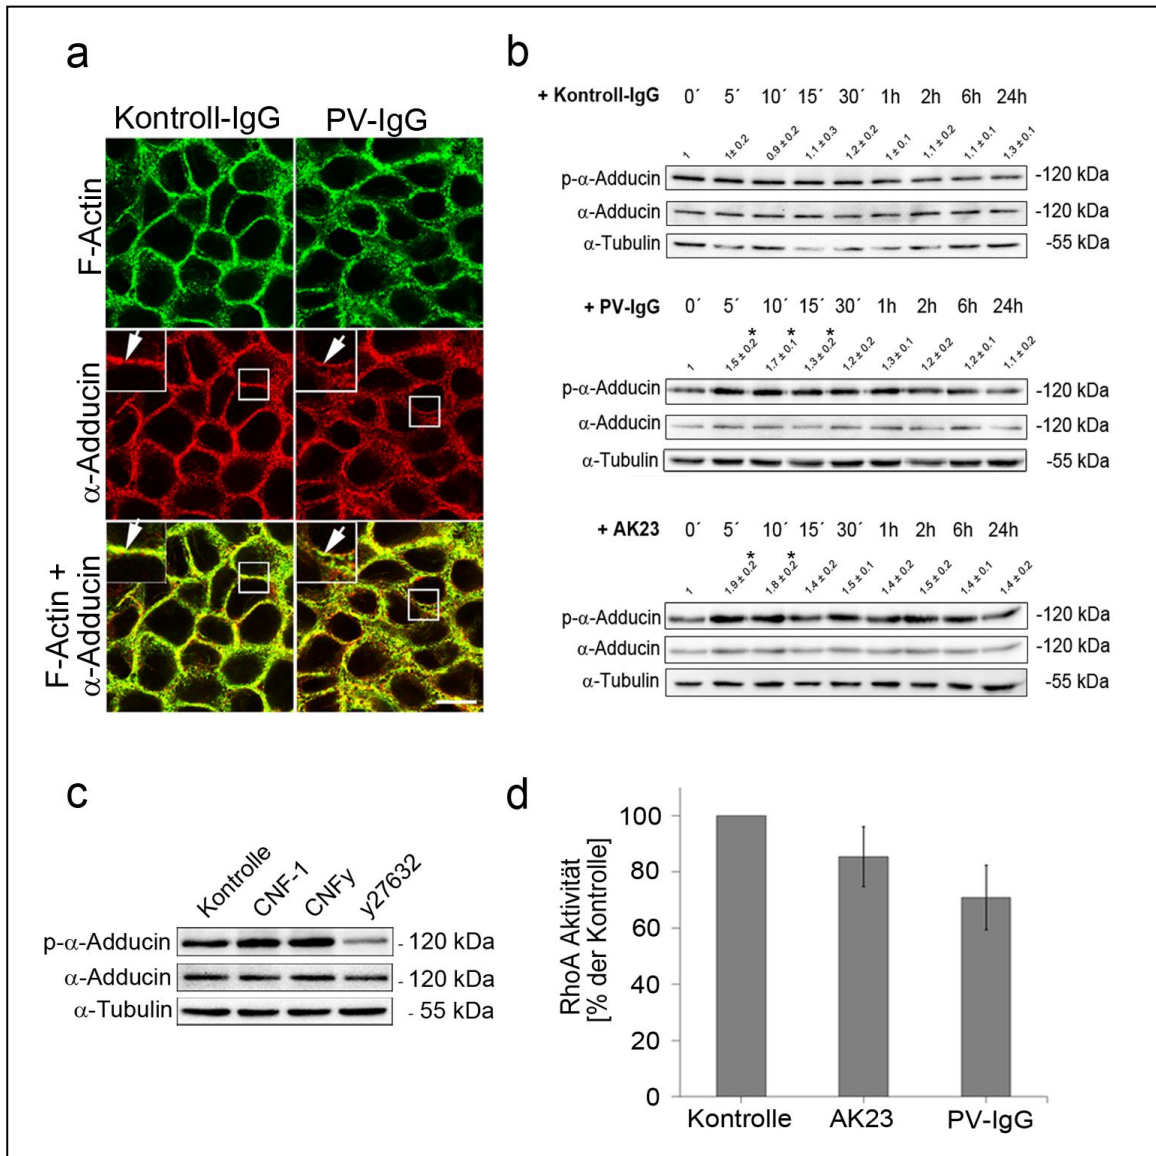 a
Kontroll-IgG PV-IgG
F-Actin
α-Adducin
F-Actin +
α-Adducin
b
+ Kontroll-IgG 0´ 5´ 10´ 15´ 30´ 1h 2h 6h 24h
1 1± 0.2 0.9 ± 0.2 1.1 ± 0.3 1.2 ± 0.2 1 ± 0.1 1.1 ± 0.2 1.1 ± 0.1 1.3 ± 0.1
p-α-Adducin -120 kDa
α-Adducin -120 kDa
α-Tubulin -55 kDa
+ PV-IgG 0´ 5´ 10´ 15´ 30´ 1h 2h 6h 24h
1 1.5 ± 0.2* 1.7 ± 0.1* 1.3 ± 0.2* 1.2 ± 0.2 1.3 ± 0.1 1.2 ± 0.2 1.2 ± 0.1 1.1 ± 0.2
p-α-Adducin -120 kDa
α-Adducin -120 kDa
α-Tubulin -55 kDa
+ AK23 0´ 5´ 10´ 15´ 30´ 1h 2h 6h 24h
1 1.9 ± 0.2* 1.8 ± 0.2* 1.4 ± 0.2 1.5 ± 0.1 1.4 ± 0.2 1.5 ± 0.2 1.4 ± 0.1 1.4 ± 0.2
p-α-Adducin -120 kDa
α-Adducin -120 kDa
α-Tubulin -55 kDa
c
Kontrolle CNF-1 CNFy y27632
p-α-Adducin - 120 kDa
α-Adducin - 120 kDa
α-Tubulin - 55 kDa
d
RhoA Aktivität
[% der Kontrolle]
100
80
60
40
20
0
Kontrolle AK23 PV-IgG